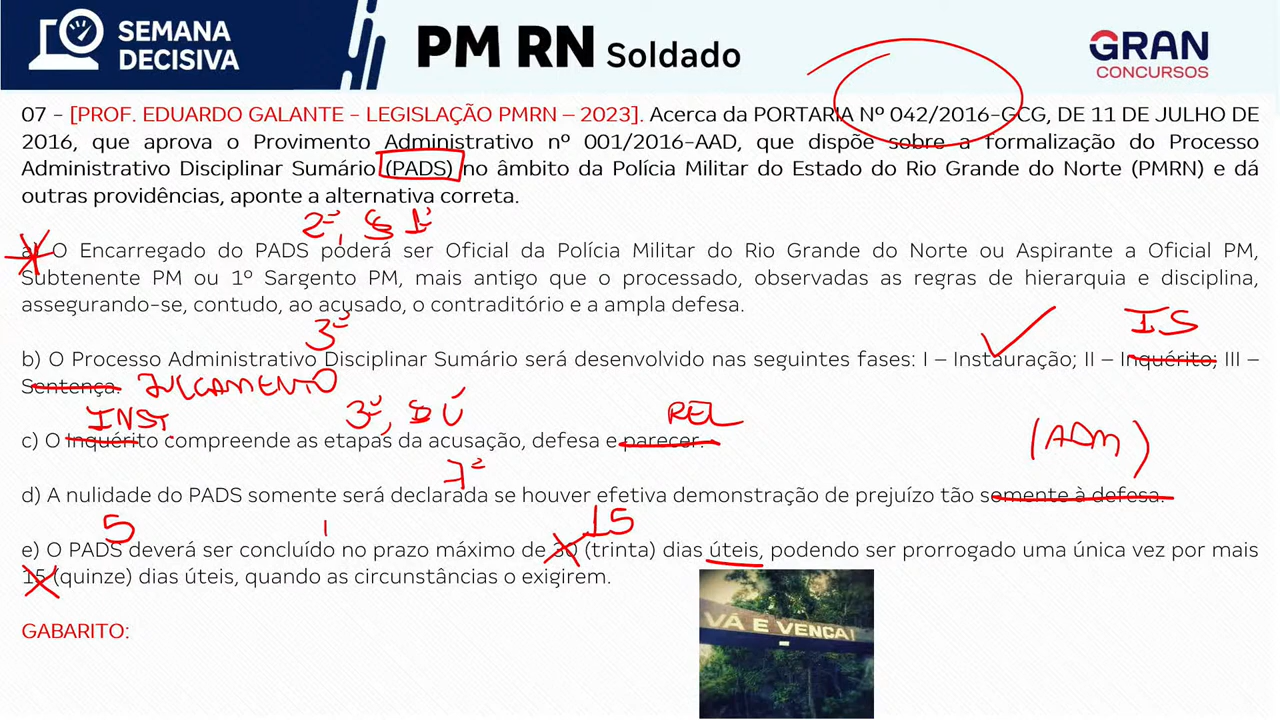 SEMANA
DECISIVA
PM RN Soldado
GRAN
CONCURSOS
07 - [PROF. EDUARDO GALANTE - LEGISLAÇÃO PMRN – 2023]. Acerca da PORTARIA Nº 042/2016-GCG, DE 11 DE JULHO DE
2016, que aprova o Provimento Administrativo nº 001/2016-AAD, que dispõe sobre a formalização do Processo
Administrativo Disciplinar Sumário (PADS) no âmbito da Polícia Militar do Estado do Rio Grande do Norte (PMRN) e dá
outras providências, aponte a alternativa correta.
2º, § 1º
a) O Encarregado do PADS poderá ser Oficial da Polícia Militar do Rio Grande do Norte ou Aspirante a Oficial PM,
Subtenente PM ou 1º Sargento PM, mais antigo que o processado, observadas as regras de hierarquia e disciplina,
assegurando-se, contudo, ao acusado, o contraditório e a ampla defesa.
3º IS
b) O Processo Administrativo Disciplinar Sumário será desenvolvido nas seguintes fases: I – Instauração; II – Inquérito; III –
Sentença. JULGAMENTO
INST. 3º, § Ú REL
c) O Inquérito compreende as etapas da acusação, defesa e parecer.
7º (ADM)
d) A nulidade do PADS somente será declarada se houver efetiva demonstração de prejuízo tão somente à defesa.
5 15
e) O PADS deverá ser concluído no prazo máximo de 30 (trinta) dias úteis, podendo ser prorrogado uma única vez por mais
15 (quinze) dias úteis, quando as circunstâncias o exigirem.
VÁ E VENÇA!
GABARITO: